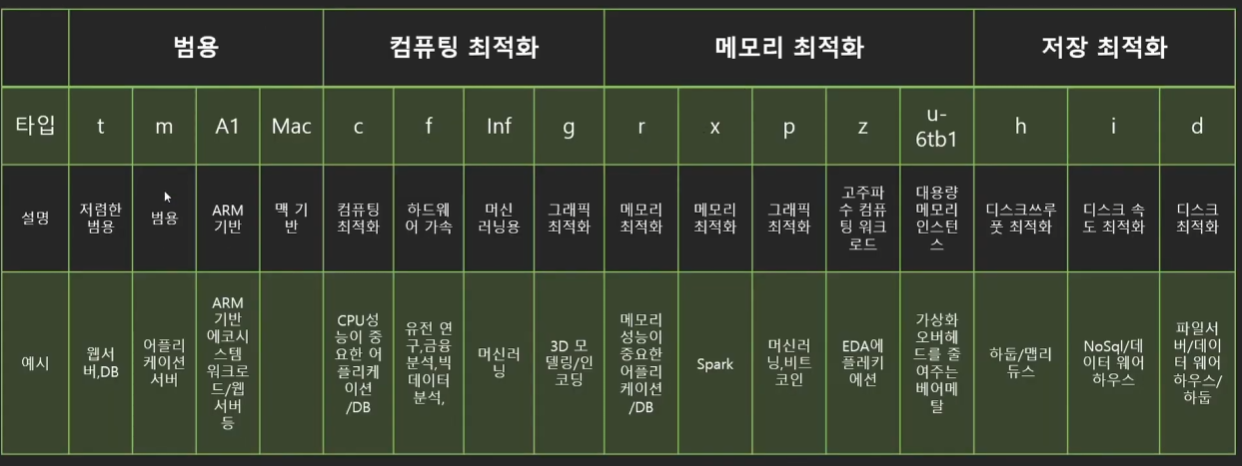 범용
컴퓨팅 최적화
메모리 최적화
저장 최적화
타입
t
m
A1
Mac
c
f
Inf
g
r
x
p
z
u-
6tb1
h
i
d
설명
저렴한
범용
범용
ARM
기반
맥 기
반
컴퓨팅
최적화
하드웨
어 가속
머신
러닝용
그래픽
최적화
메모리
최적화
메모리
최적화
그래픽
최적화
고주파
수 컴퓨
팅 워크
로드
대용량
메모리
인스턴
스
디스크쓰루
풋 최적화
디스크 속
도 최적화
디스크
최적화
예시
웹서
버,DB
어플리
케이션
서버
ARM
기반
에코시
스템
워크로
드/웹
서버
등
CPU성
능이 중
요한 어
플리케
이션
/DB
유전 연
구,금융
분석,빅
데이터
분석,
머신러
닝
3D 모
델링/인
코딩
메모리
성능이
중요한
어플리
케이션
/DB
Spark
머신러
닝,비트
코인
EDA에
플레키
에션
가상화
오버헤
드를 줄
여주는
베어메
탈
하둡/맵리
듀스
NoSql/데
이터 웨어
하우스
파일서
버/데이
터 웨어
하우스/
하둡